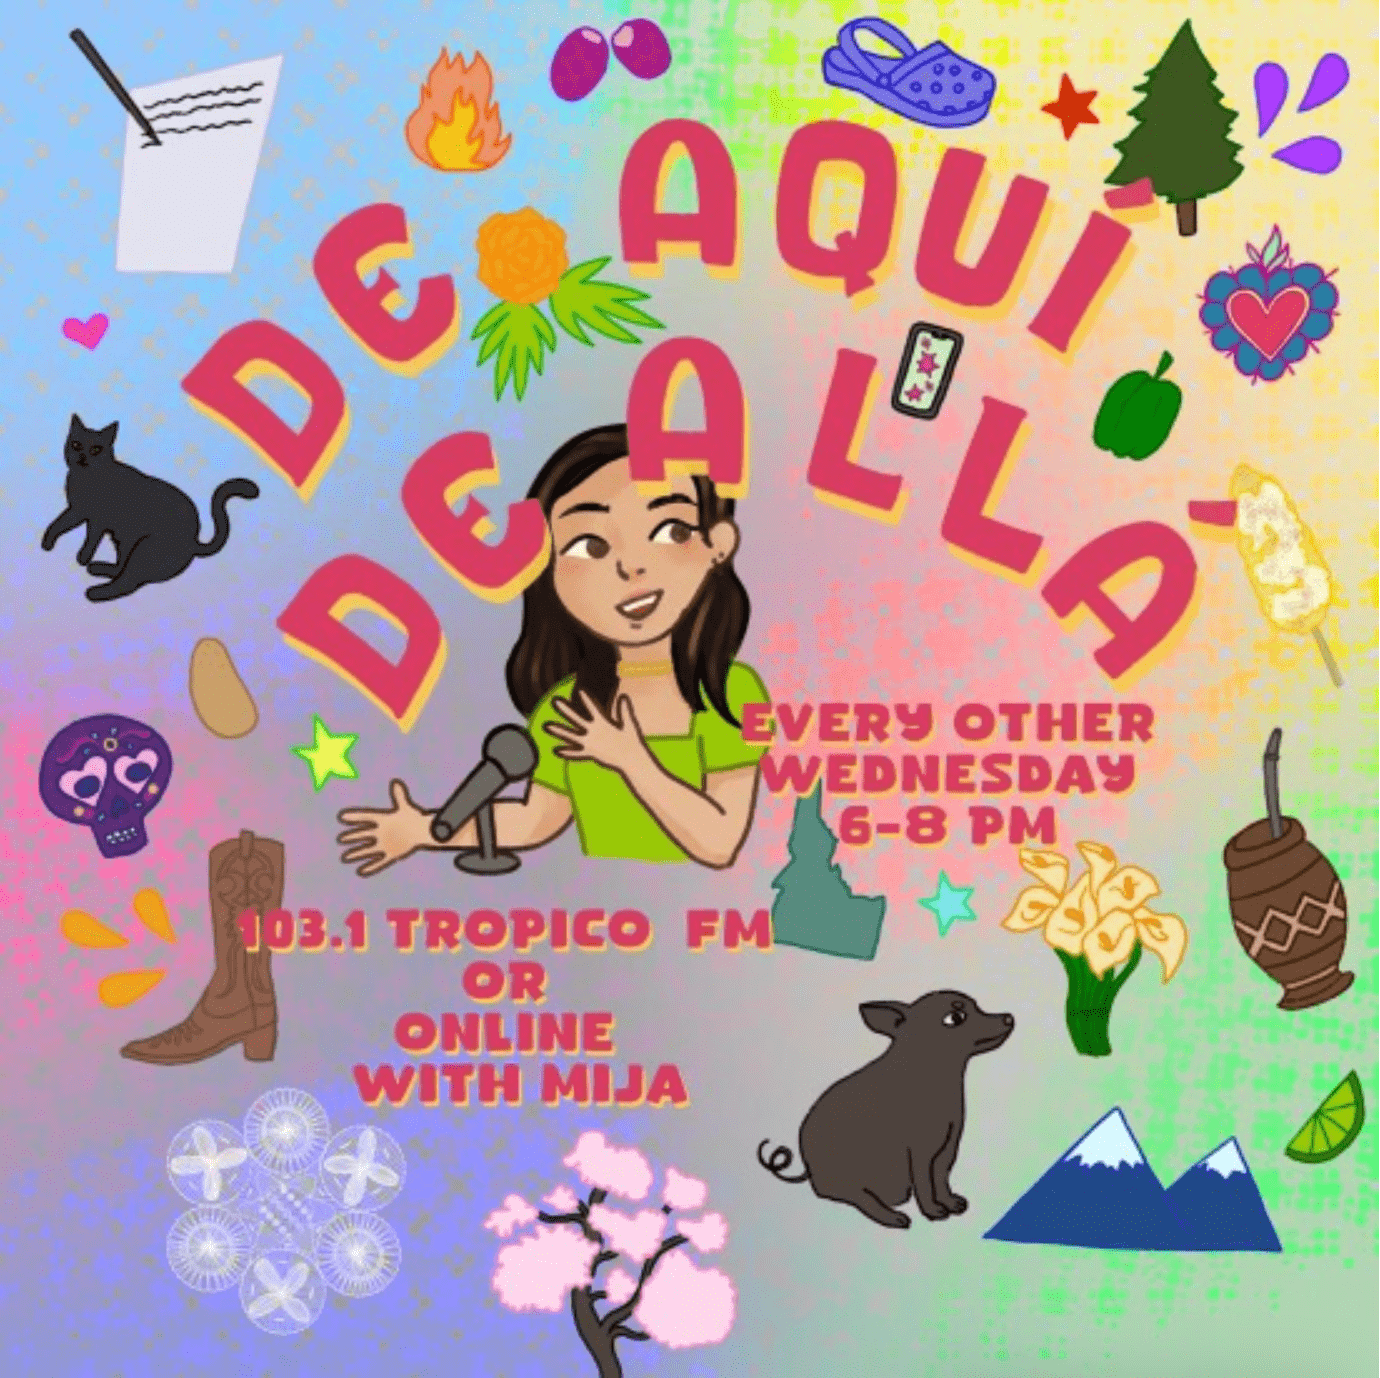 DE AQUÍ
DE ALLÁ
EVERY OTHER
WEDNESDAY
6-8 PM
103.1 TROPICO FM
OR
ONLINE
WITH MIJA